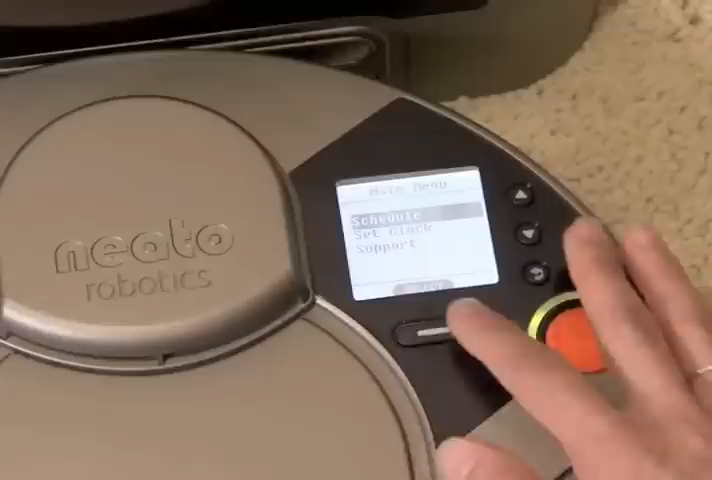 Main Menu
Schedule
Set Clock
Support
neato
robotics